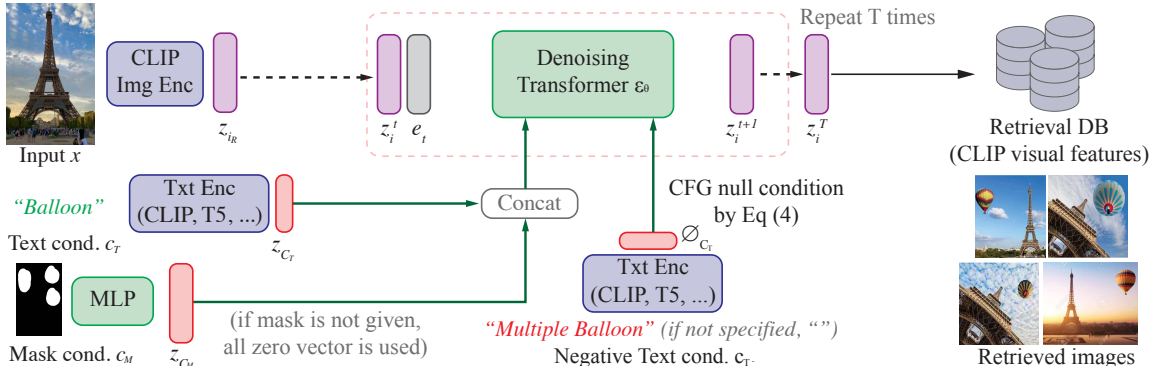 Repeat T times
CLIP
Img Enc
Denoising
Transformer εθ
z_{i_R}
z_i^t
e_t
z_i^{t+1}
z_i^T
Input x
Retrieval DB
(CLIP visual features)
“Balloon”
Txt Enc
(CLIP, T5, ...)
Concat
CFG null condition
by Eq (4)
Text cond. c_T
z_{C_T}
∅_{C_T}
MLP
Txt Enc
(CLIP, T5, ...)
(if mask is not given,
all zero vector is used)
“Multiple Balloon” (if not specified, “”)
Mask cond. c_M
z_{C_M}
Negative Text cond. c_{T-}
Retrieved images